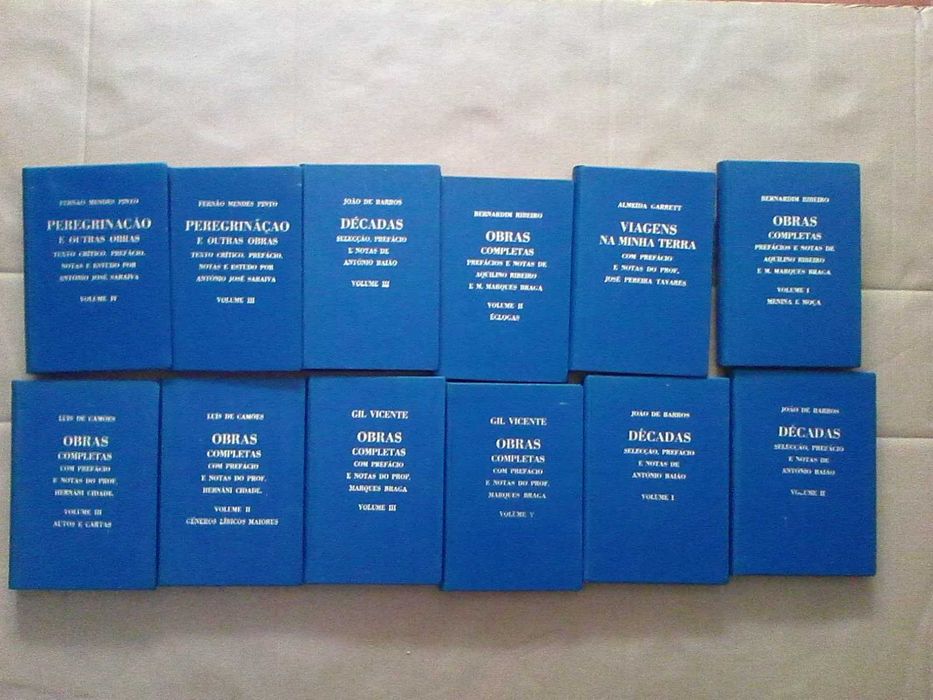 FERNÃO MENDES PINTO
PEREGRINAÇÃO
E OUTRAS OBRAS
TEXTO CRÍTICO, PREFÁCIO,
NOTAS E ESTUDO POR
ANTÓNIO JOSÉ SARAIVA
VOLUME IV
FERNÃO MENDES PINTO
PEREGRINÃÇAO
E OUTRAS OBRAS
TEXTO CRÍTICO, PREFÁCIO,
NOTAS E ESTUDO POR
ANTÓNIO JOSÉ SARAIVA
VOLUME III
JOÃO DE BARROS
DÉCADAS
SELECÇÃO, PREFÁCIO
E NOTAS DE
ANTÓNIO BAIÃO
VOLUME III
BERNARDIM RIBEIRO
OBRAS
COMPLETAS
PREFÁCIOS E NOTAS DE
AQUILINO RIBEIRO
E M. MARQUES BRAGA
VOLUME II
ÉCLOGAS
ALMEIDA GARRETT
VIAGENS
NA MINHA TERRA
COM PREFÁCIO
E NOTAS DO PROF.
JOSÉ PEREIRA TAVARES
BERNARDIM RIBEIRO
OBRAS
COMPLETAS
PREFÁCIOS E NOTAS DE
AQUILINO RIBEIRO
E M. MARQUES BRAGA
VOLUME I
MENINA E MOÇA
LUÍS DE CAMÕES
OBRAS
COMPLETAS
COM PREFÁCIO
E NOTAS DO PROF.
HERNÂNI CIDADE.
VOLUME III
AUTOS E CARTAS
LUÍS DE CAMÕES
OBRAS
COMPLETAS
COM PREFÁCIO
E NOTAS DO PROF.
HERNÂNI CIDADE.
VOLUME II
GÉNEROS LÍRICOS MAIORES
GIL VICENTE
OBRAS
COMPLETAS
COM PREFÁCIO
E NOTAS DO PROF.
MARQUES BRAGA
VOLUME III
GIL VICENTE
OBRAS
COMPLETAS
COM PREFÁCIO
E NOTAS DO PROF.
MARQUES BRAGA
VOLUME V
JOÃO DE BARROS
DÉCADAS
SELECÇÃO, PREFÁCIO
E NOTAS DE
ANTÓNIO BAIÃO
VOLUME I
JOÃO DE BARROS
DÉCADAS
SELECÇÃO, PREFÁCIO
E NOTAS DE
ANTÓNIO BAIÃO
VOLUME II